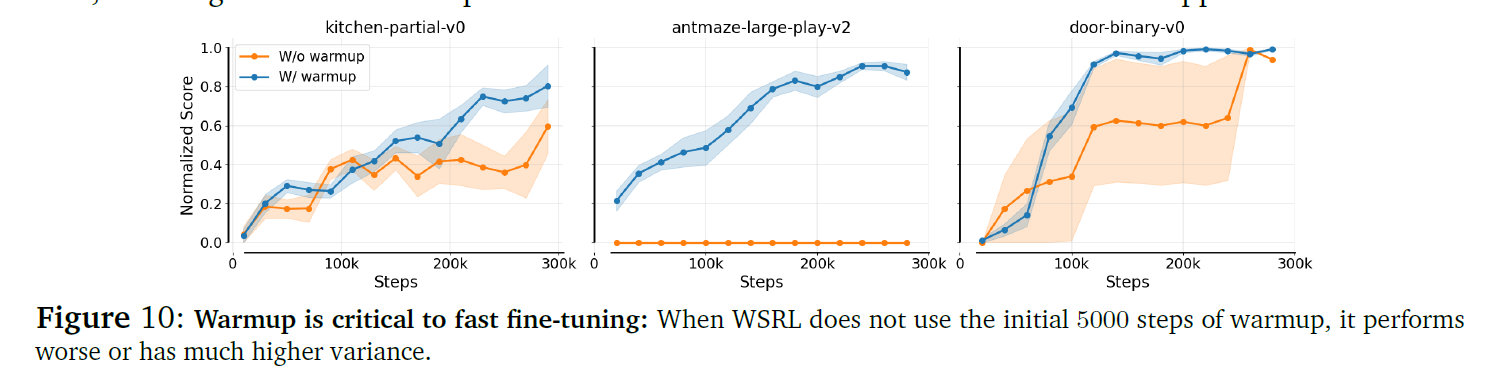 kitchen-partial-v0
antmaze-large-play-v2
door-binary-v0
Normalized Score
1.0
0.8
0.6
0.4
0.2
0.0
W/o warmup
W/ warmup
0 100k 200k 300k
0 100k 200k 300k
0 100k 200k 300k
Steps
Steps
Steps
Figure 10: Warmup is critical to fast fine-tuning: When WSRL does not use the initial 5000 steps of warmup, it performs
worse or has much higher variance.